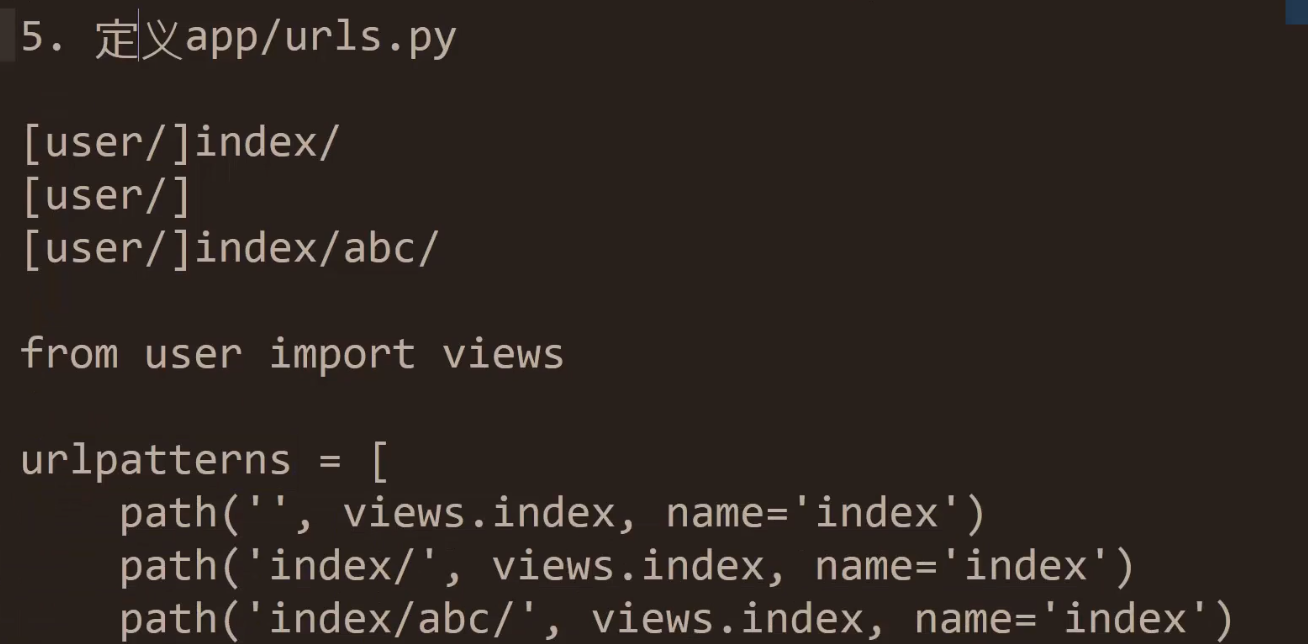 5. 定义app/urls.py
[user/]index/
[user/]
[user/]index/abc/
from user import views
urlpatterns = [
    path('', views.index, name='index')
    path('index/', views.index, name='index')
    path('index/abc/', views.index, name='index')